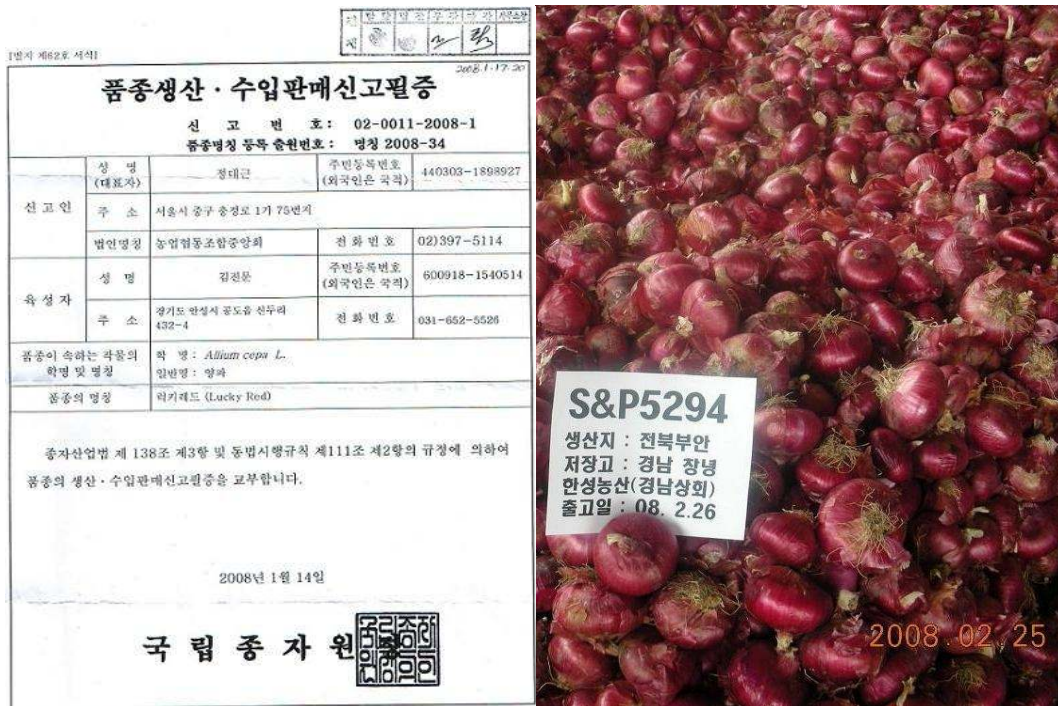 [별지 제62호 서식]
2008.1.17.20
품종생산 · 수입판매신고필증
신 고 번 호 : 02-0011-2008-1
품종명칭 등록 출원번호 : 명칭 2008-34
신고인
성 명 (대표자) 정대근 주민등록번호 (외국인은 국적) 440303-1898927
주 소 서울시 중구 충정로 1가 75번지
법인명칭 농업협동조합중앙회 전화번호 02)397-5114
육성자
성 명 김진문 주민등록번호 (외국인은 국적) 600918-1540514
주 소 경기도 안성시 공도읍 신두리 432-4 전화번호 031-652-5526
품종이 속하는 작물의 학명 및 명칭
학 명 : Allium cepa L.
일반명 : 양파
품종의 명칭 럭키레드 (Lucky Red)
종자산업법 제 138조 제3항 및 동법시행규칙 제111조 제2항의 규정에 의하여
품종의 생산 · 수입판매신고필증을 교부합니다.
2008년 1월 14일
국립종자원장
S&P5294
생산지 : 전북부안
저장고 : 경남 창녕
한성농산(경남상회)
출고일 : 08. 2.26
2008.02.25